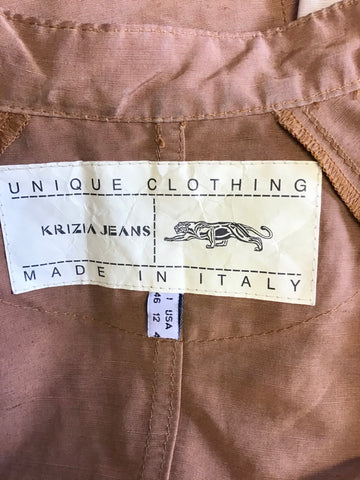 UNIQUE CLOTHING
KRIZIA JEANS
MADE IN ITALY
I USA
46 12